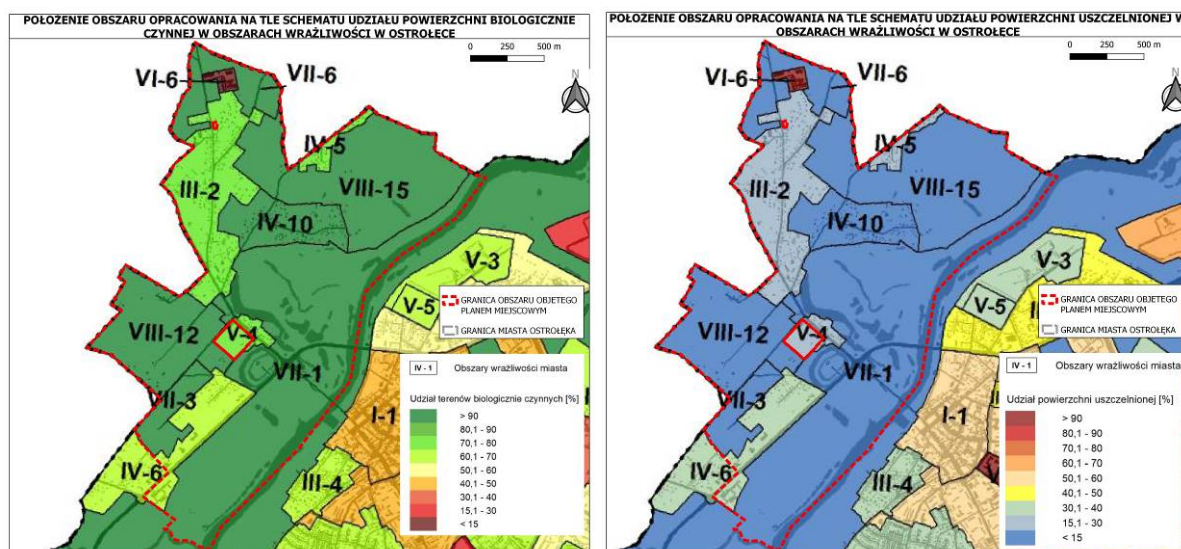 POŁOŻENIE OBSZARU OPRACOWANIA NA TLE SCHEMATU UDZIAŁU POWIERZCHNI BIOLOGICZNIE
CZYNNEJ W OBSZARACH WRAŻLIWOŚCI W OSTROŁĘCE
0 250 500 m
N
VI-6
VII-6
IV-5
III-2
VIII-15
IV-10
V-3
V-5
VIII-12
V-4
VII-1
VII-3
I-1
IV-6
III-4
GRANICA OBSZARU OBJETEGO
PLANEM MIEJSCOWYM
GRANICA MIASTA OSTROŁĘKA
IV - 1 Obszary wrażliwości miasta
Udział terenów biologicznie czynnych [%]
> 90
80,1 - 90
70,1 - 80
60,1 - 70
50,1 - 60
40,1 - 50
30,1 - 40
15,1 - 30
< 15
POŁOŻENIE OBSZARU OPRACOWANIA NA TLE SCHEMATU UDZIAŁU POWIERZCHNI USZCZELNIONEJ W
OBSZARACH WRAŻLIWOŚCI W OSTROŁĘCE
0 250 500 m
N
VI-6
VII-6
IV-5
III-2
VIII-15
IV-10
V-3
V-5
VIII-12
V-4
VII-1
VII-3
I-1
IV-6
III-4
GRANICA OBSZARU OBJETEGO
PLANEM MIEJSCOWYM
GRANICA MIASTA OSTROŁĘKA
IV - 1 Obszary wrażliwości miasta
Udział powierzchni uszczelnionej [%]
> 90
80,1 - 90
70,1 - 80
60,1 - 70
50,1 - 60
40,1 - 50
30,1 - 40
15,1 - 30
< 15